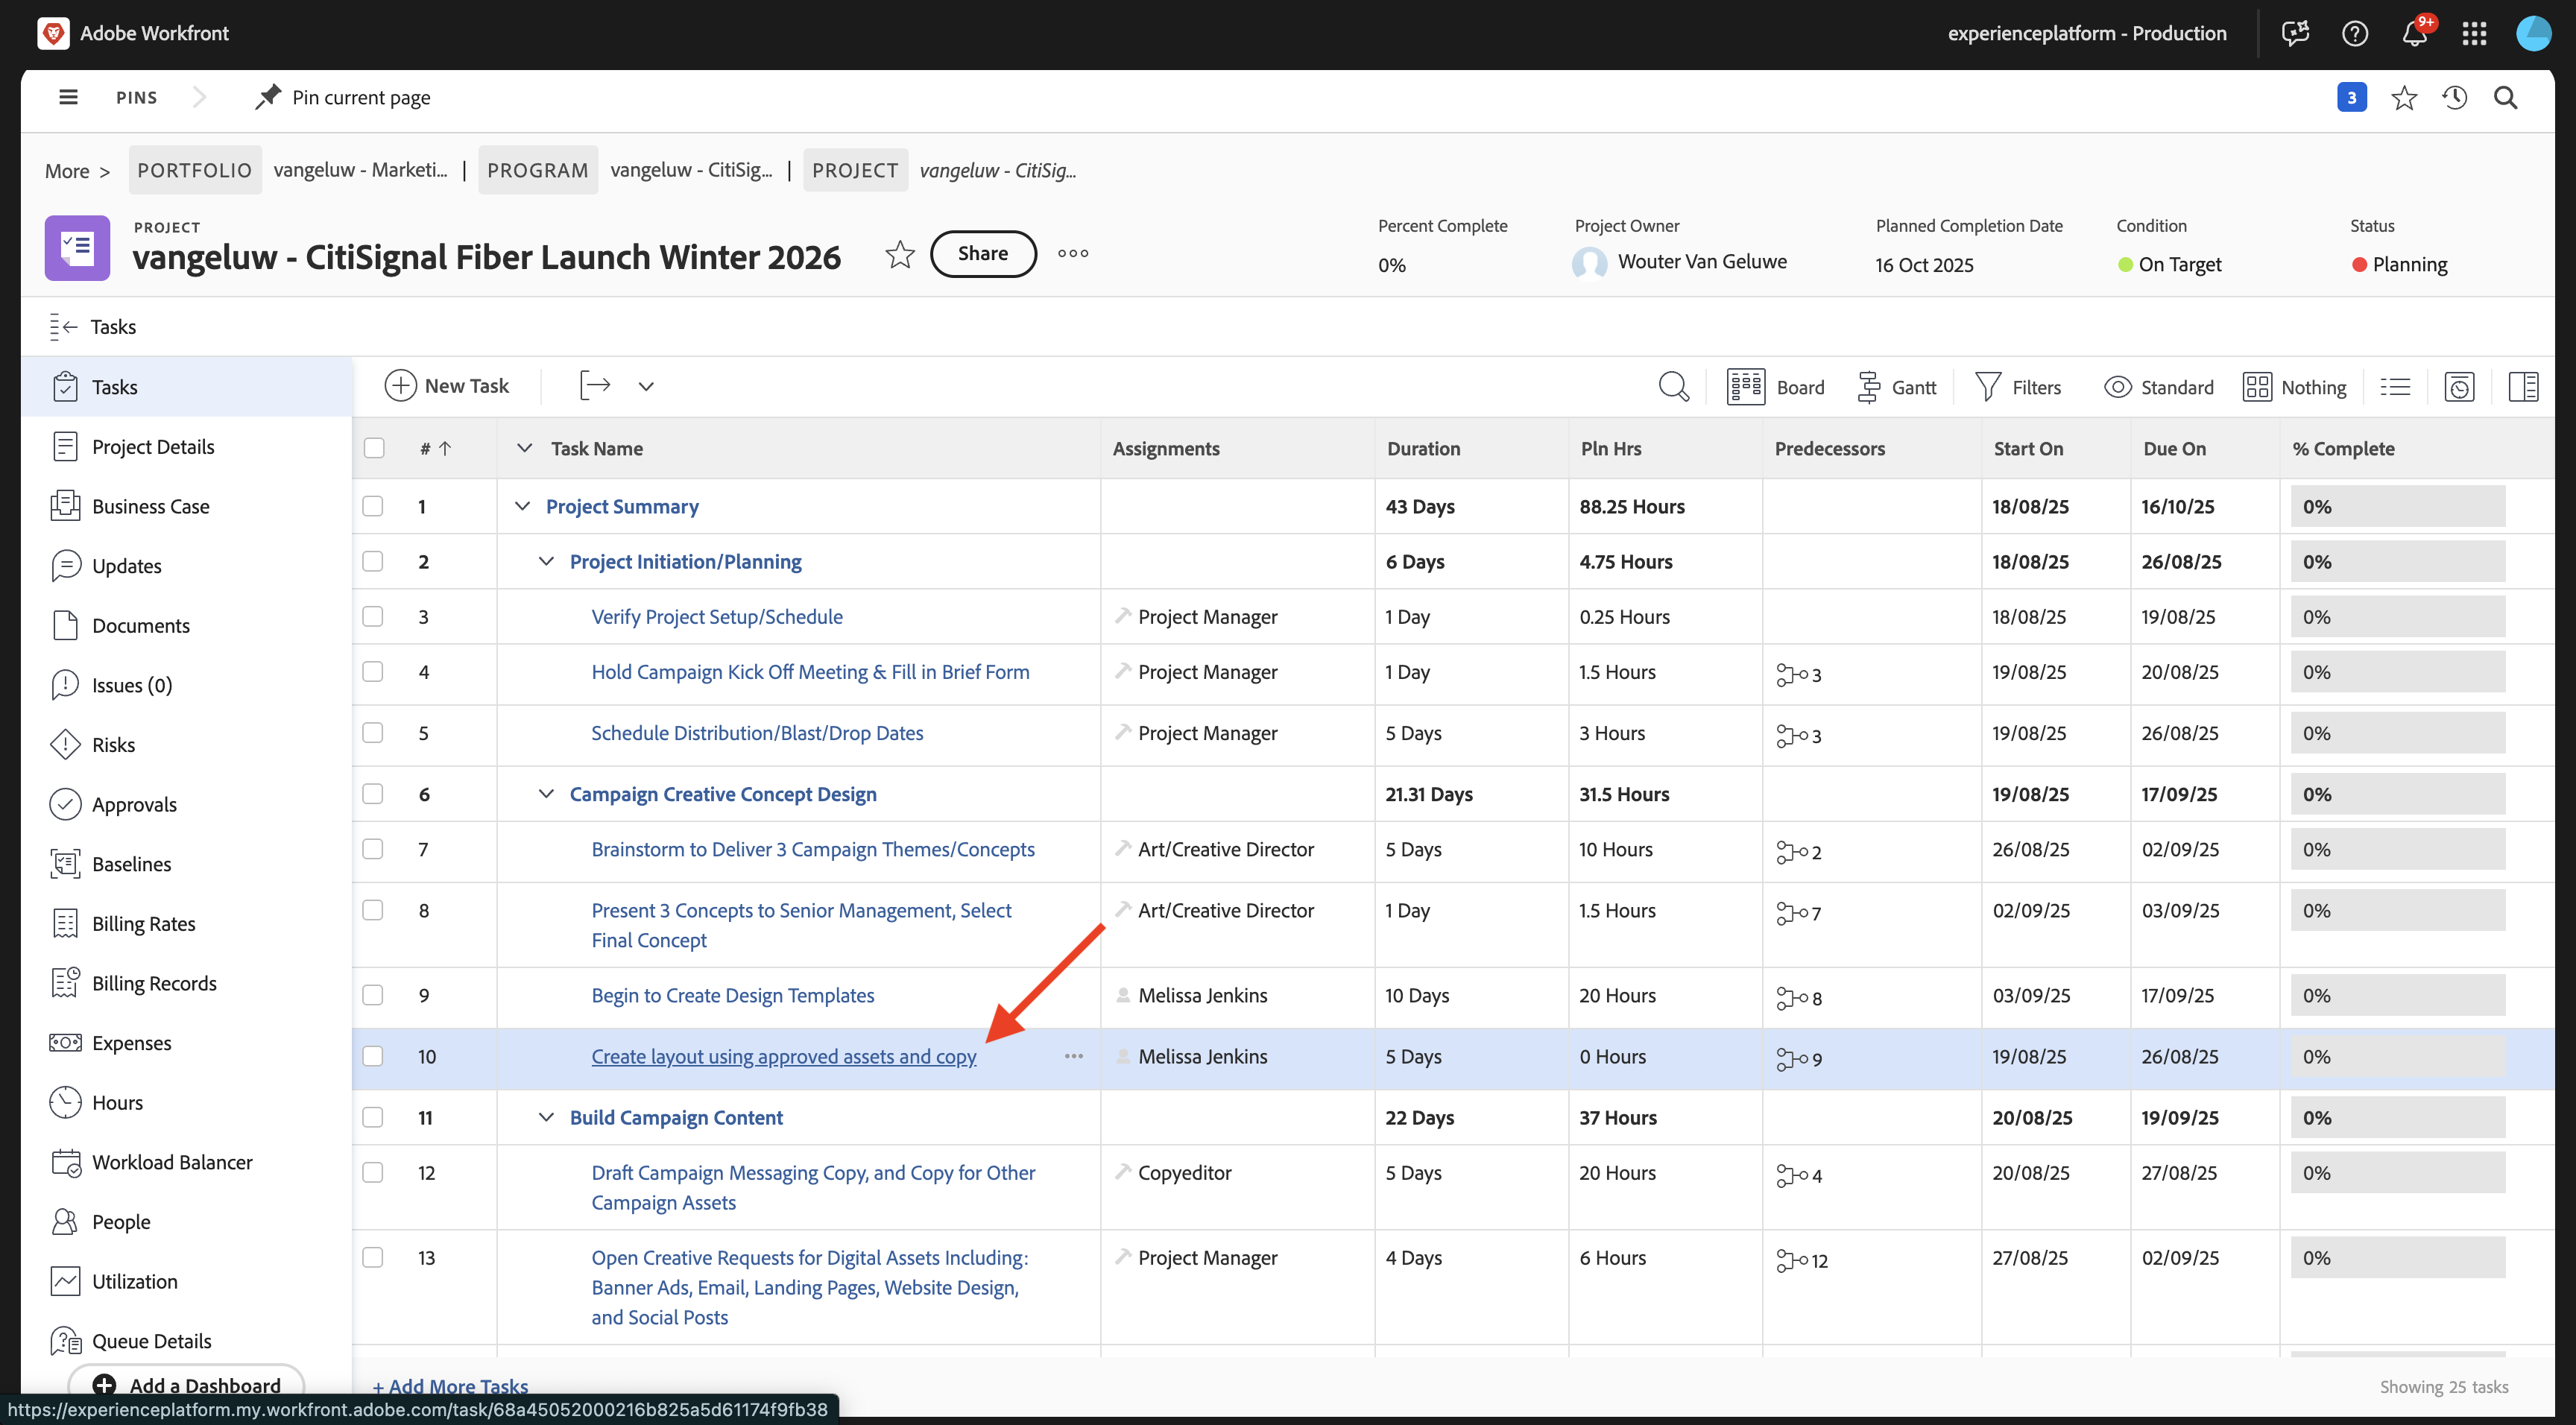 Adobe Workfront
experienceplatform - Production
9+
PINS
Pin current page
3
More >
PORTFOLIO
vangeluw - Marketi...
|
PROGRAM
vangeluw - CitiSig...
|
PROJECT
vangeluw - CitiSig...
PROJECT
vangeluw - CitiSignal Fiber Launch Winter 2026
Share
Percent Complete
0%
Project Owner
Wouter Van Geluwe
Planned Completion Date
16 Oct 2025
Condition
On Target
Status
Planning
Tasks
Tasks
Project Details
Business Case
Updates
Documents
Issues (0)
Risks
Approvals
Baselines
Billing Rates
Billing Records
Expenses
Hours
Workload Balancer
People
Utilization
Queue Details
Add a Dashboard
New Task
Board
Gantt
Filters
Standard
Nothing
# Task Name Assignments Duration Pln Hrs Predecessors Start On Due On % Complete
1 Project Summary 43 Days 88.25 Hours 18/08/25 16/10/25 0%
2 Project Initiation/Planning 6 Days 4.75 Hours 18/08/25 26/08/25 0%
3 Verify Project Setup/Schedule Project Manager 1 Day 0.25 Hours 18/08/25 19/08/25 0%
4 Hold Campaign Kick Off Meeting & Fill in Brief Form Project Manager 1 Day 1.5 Hours 3 19/08/25 20/08/25 0%
5 Schedule Distribution/Blast/Drop Dates Project Manager 5 Days 3 Hours 3 19/08/25 26/08/25 0%
6 Campaign Creative Concept Design 21.31 Days 31.5 Hours 19/08/25 17/09/25 0%
7 Brainstorm to Deliver 3 Campaign Themes/Concepts Art/Creative Director 5 Days 10 Hours 2 26/08/25 02/09/25 0%
8 Present 3 Concepts to Senior Management, Select Art/Creative Director 1 Day 1.5 Hours 7 02/09/25 03/09/25 0%
Final Concept
9 Begin to Create Design Templates Melissa Jenkins 10 Days 20 Hours 8 03/09/25 17/09/25 0%
10 Create layout using approved assets and copy Melissa Jenkins 5 Days 0 Hours 9 19/08/25 26/08/25 0%
11 Build Campaign Content 22 Days 37 Hours 20/08/25 19/09/25 0%
12 Draft Campaign Messaging Copy, and Copy for Other Copyeditor 5 Days 20 Hours 4 20/08/25 27/08/25 0%
Campaign Assets
13 Open Creative Requests for Digital Assets Including: Project Manager 4 Days 6 Hours 12 27/08/25 02/09/25 0%
Banner Ads, Email, Landing Pages, Website Design,
and Social Posts
+ Add More Tasks
Showing 25 tasks
https://experienceplatform.my.workfront.adobe.com/task/68a45052000216b825a5d61174f9fb38